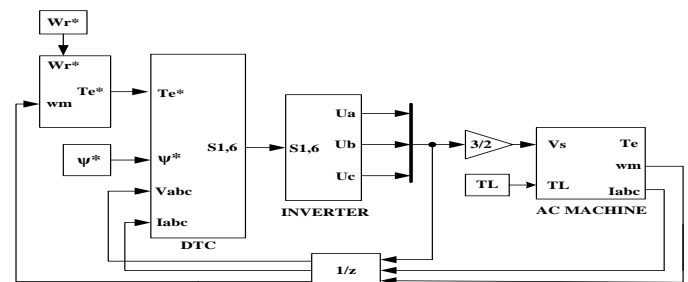 Wr*
Wr*
wm
Te*
ψ*
Te*
ψ*
Vabc
Iabc
S1,6
DTC
S1,6
Ua
Ub
Uc
INVERTER
3/2
TL
Vs
TL
Te
wm
Iabc
AC MACHINE
1/z